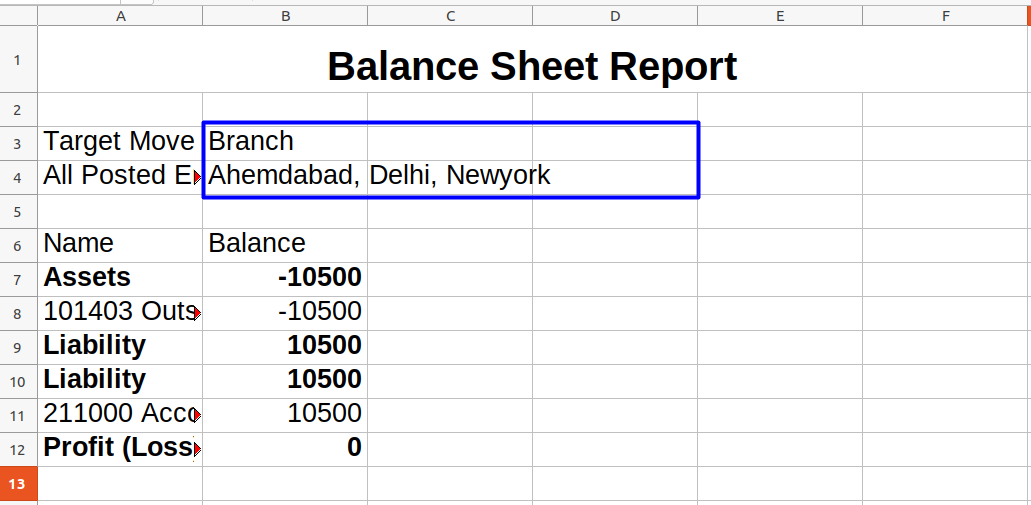 A B C D E F
1 Balance Sheet Report
2
3 Target Move Branch
4 All Posted E Ahemdabad, Delhi, Newyork
5
6 Name Balance
7 Assets -10500
8 101403 Outs -10500
9 Liability 10500
10 Liability 10500
11 211000 Acco 10500
12 Profit (Loss 0
13